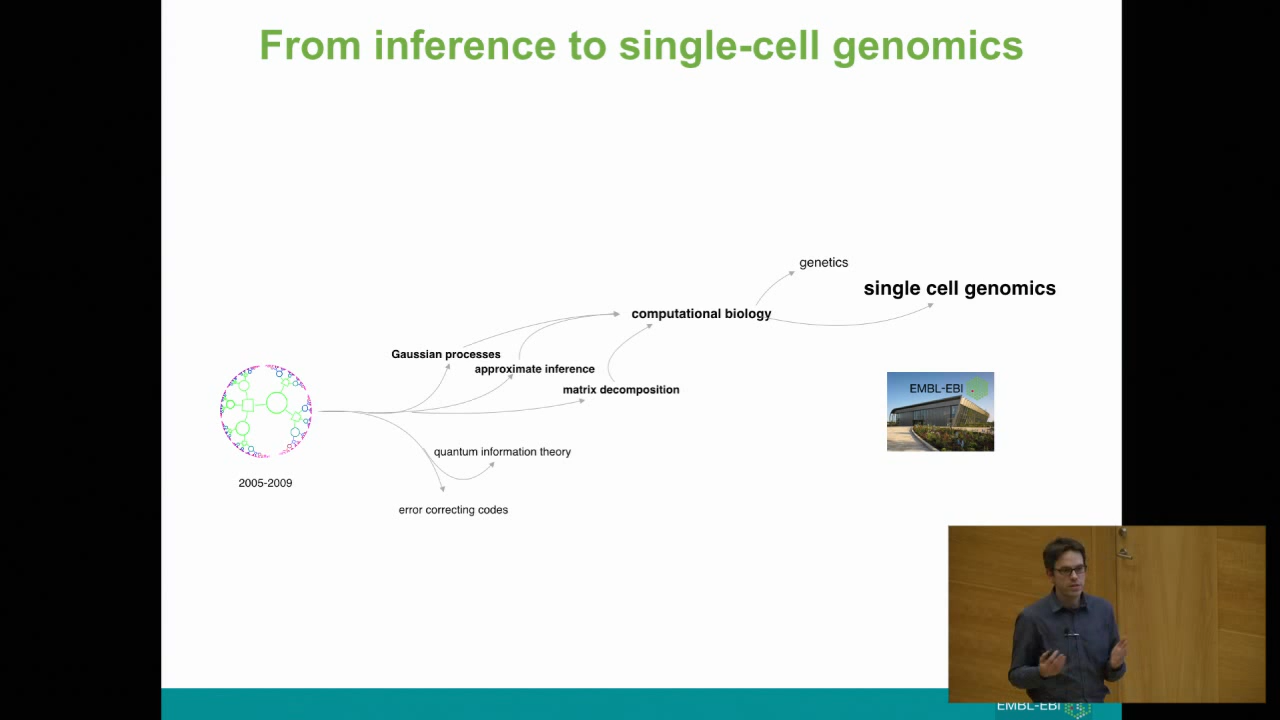 From inference to single-cell genomics
genetics
single cell genomics
computational biology
Gaussian processes
approximate inference
matrix decomposition
EMBL-EBI
quantum information theory
2005-2009
error correcting codes
EMBL-EBI